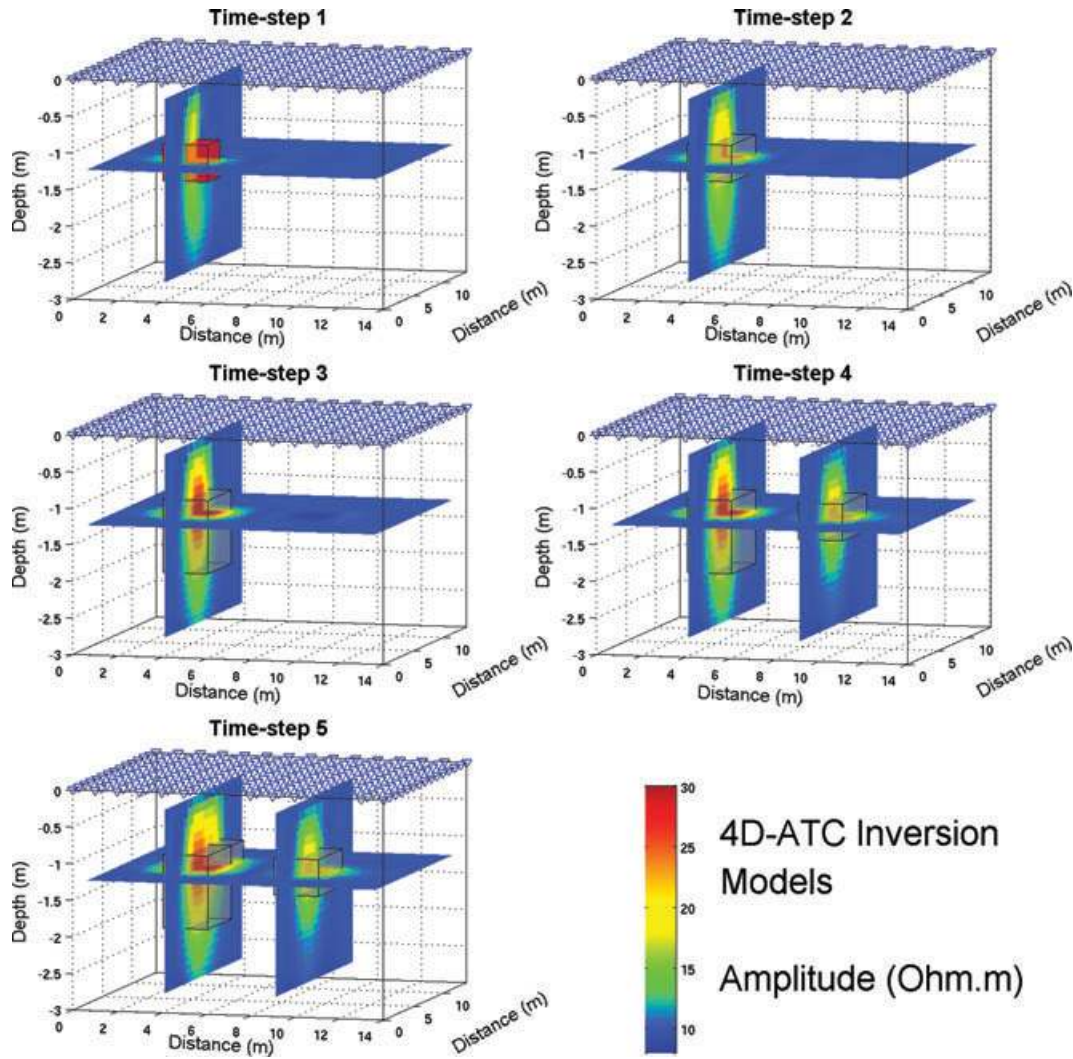 Time-step 1
Time-step 2
Depth (m)
0
-0.5
-1
-1.5
-2
-2.5
-3
0 2 4 6 8 10 12 14
Distance (m)
0 5 10
Distance (m)
Depth (m)
0
-0.5
-1
-1.5
-2
-2.5
-3
0 2 4 6 8 10 12 14
Distance (m)
0 5 10
Distance (m)
Time-step 3
Time-step 4
Depth (m)
0
-0.5
-1
-1.5
-2
-2.5
-3
0 2 4 6 8 10 12 14
Distance (m)
0 5 10
Distance (m)
Depth (m)
0
-0.5
-1
-1.5
-2
-2.5
-3
0 2 4 6 8 10 12 14
Distance (m)
0 5 10
Distance (m)
Time-step 5
Depth (m)
0
-0.5
-1
-1.5
-2
-2.5
-3
0 2 4 6 8 10 12 14
Distance (m)
0 5 10
Distance (m)
30
25
20
15
10
4D-ATC Inversion
Models
Amplitude (Ohm.m)